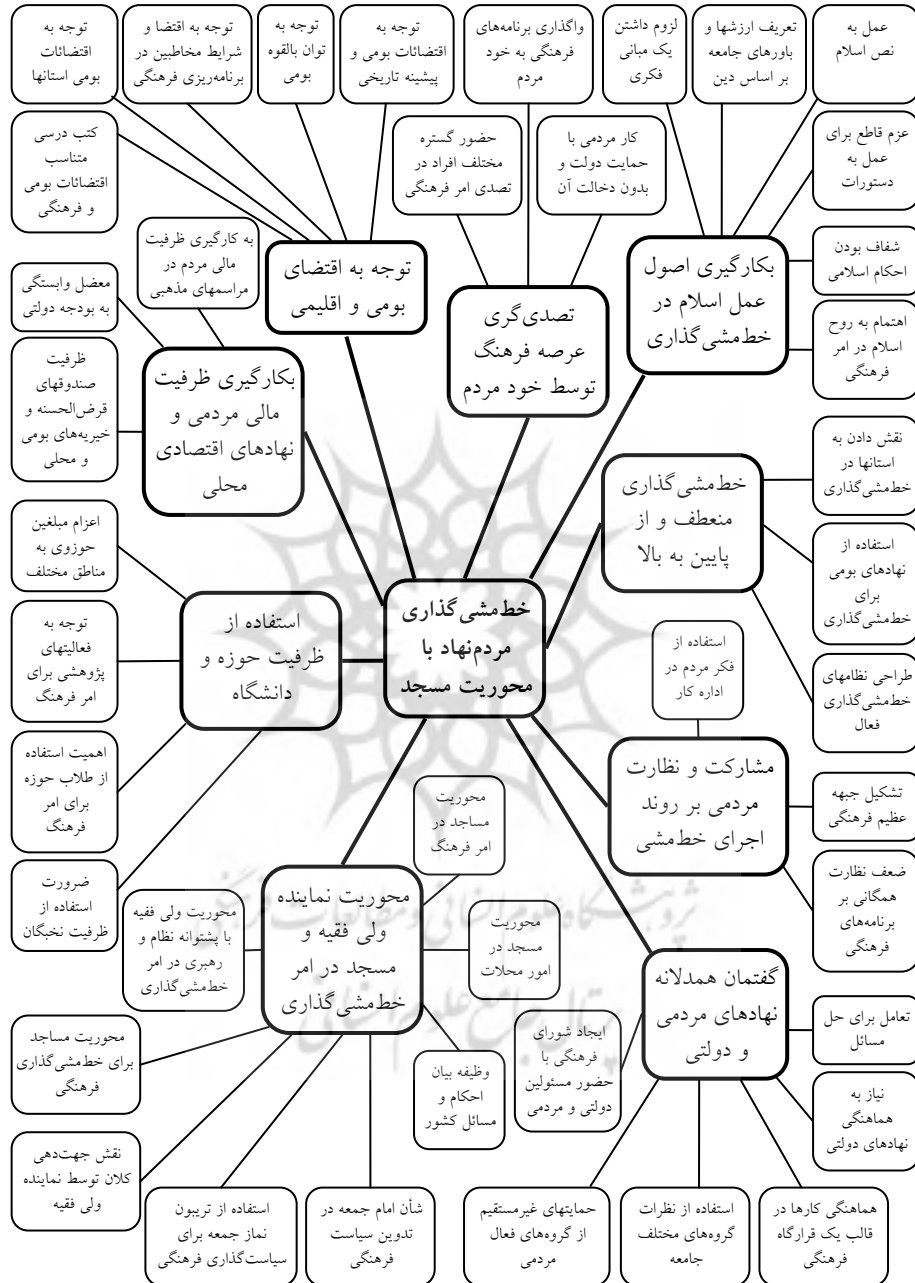 عمل به
نص اسلام
تعریف ارزشها و
باورهای جامعه
بر اساس دین
لزوم داشتن
یک مبانی
فکری
واگذاری برنامه‌های
فرهنگی به خود
مردم
توجه به
اقتضائات بومی و
پیشینه تاریخی
توجه به
توان بالقوه
بومی
توجه به اقتضا و
شرایط مخاطبین در
برنامه‌ریزی فرهنگی
توجه به
اقتضائات
بومی استانها
عزم قاطع برای
عمل به
دستورات
کار مردمی با
حمایت دولت و
بدون دخالت آن
حضور گستره
مختلف افراد در
تصدی امر فرهنگی
کتب درسی
متناسب
اقتضائات بومی
و فرهنگی
شفاف بودن
احکام اسلامی
بکارگیری اصول
عمل اسلام در
خط‌مشی‌گذاری
تصدی‌گری
عرصه فرهنگ
توسط خود مردم
توجه به اقتضای
بومی و اقلیمی
به کارگیری ظرفیت
مالی مردم در
مراسمهای مذهبی
معضل وابستگی
به بودجه دولتی
اهتمام به روح
اسلام در امر
فرهنگی
بکارگیری ظرفیت
مالی مردمی و
نهادهای اقتصادی
محلی
ظرفیت
صندوقهای
قرض‌الحسنه و
خیریه‌های بومی
و محلی
نقش دادن به
استانها در
خط‌مشی‌گذاری
خط‌مشی‌گذاری
منعطف و از
پایین به بالا
اعزام مبلغین
حوزوی به
مناطق مختلف
استفاده از
نهادهای بومی
برای
خط‌مشی‌گذاری
خط‌مشی‌گذاری
مردم‌نهاد با
محوریت مسجد
استفاده از
ظرفیت حوزه و
دانشگاه
توجه به
فعالیتهای
پژوهشی برای
امر فرهنگ
طراحی نظامهای
خط‌مشی‌گذاری
فعال
استفاده از
فکر مردم در
اداره کار
مشارکت و نظارت
مردمی بر روند
اجرای خط‌مشی
اهمیت استفاده
از طلاب حوزه
برای امر
فرهنگ
تشکیل جبهه
عظیم فرهنگی
محوریت
مساجد در
امر فرهنگ
ضعف نظارت
همگانی بر
برنامه‌های
فرهنگی
محوریت نماینده
ولی فقیه و
مسجد در امر
خط‌مشی‌گذاری
ضرورت
استفاده از
ظرفیت نخبگان
محوریت ولی فقیه
با پشتوانه نظام و
رهبری در امر
خط‌مشی‌گذاری
محوریت
مسجد در
امور محلات
پژوهشگاه علوم انسانی و مطالعات فرهنگی
پرتال جامع علوم انسانی
گفتمان همدلانه
نهادهای مردمی
و دولتی
تعامل برای حل
مسائل
ایجاد شورای
فرهنگی با
حضور مسئولین
دولتی و مردمی
وظیفه بیان
احکام و
مسائل کشور
محوریت مساجد
برای خط‌مشی‌گذاری
فرهنگی
نیاز به
هماهنگی
نهادهای دولتی
نقش جهت‌دهی
کلان توسط نماینده
ولی فقیه
هماهنگی کارها در
قالب یک قرارگاه
فرهنگی
استفاده از نظرات
گروه‌های مختلف
جامعه
حمایتهای غیرمستقیم
از گروه‌های فعال
مردمی
شأن امام جمعه در
تدوین سیاست
فرهنگی
استفاده از تریبون
نماز جمعه برای
سیاست‌گذاری فرهنگی